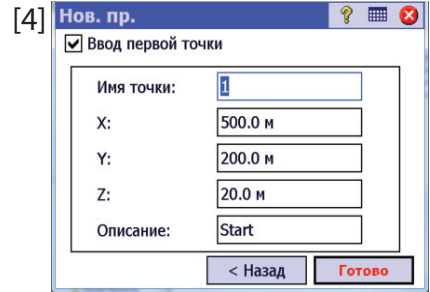 [4]
Нов. пр.
Ввод первой точки
Имя точки: 1
X: 500.0 м
Y: 200.0 м
Z: 20.0 м
Описание: Start
< Назад Готово